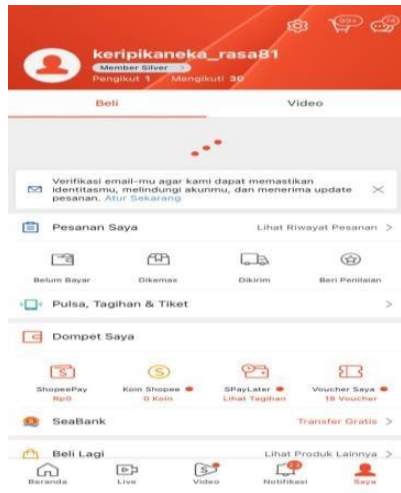 99+
74
keripikaneka_rasa81
Member Silver >
Pengikut 1 Mengikuti 30
Beli Video
Verifikasi email-mu agar kami dapat memastikan
identitasmu, melindungi akunmu, dan menerima update
pesanan. Atur Sekarang
Pesanan Saya Lihat Riwayat Pesanan >
Belum Bayar Dikemas Dikirim Beri Penilaian
Pulsa, Tagihan & Tiket >
Dompet Saya
ShopeePay Koin Shopee SPayLater Voucher Saya
Rp0 0 Koin Lihat Tagihan 18 Voucher
SeaBank Transfer Gratis >
Beli Lagi Lihat Produk Lainnya >
23
Beranda Live Video Notifikasi Saya